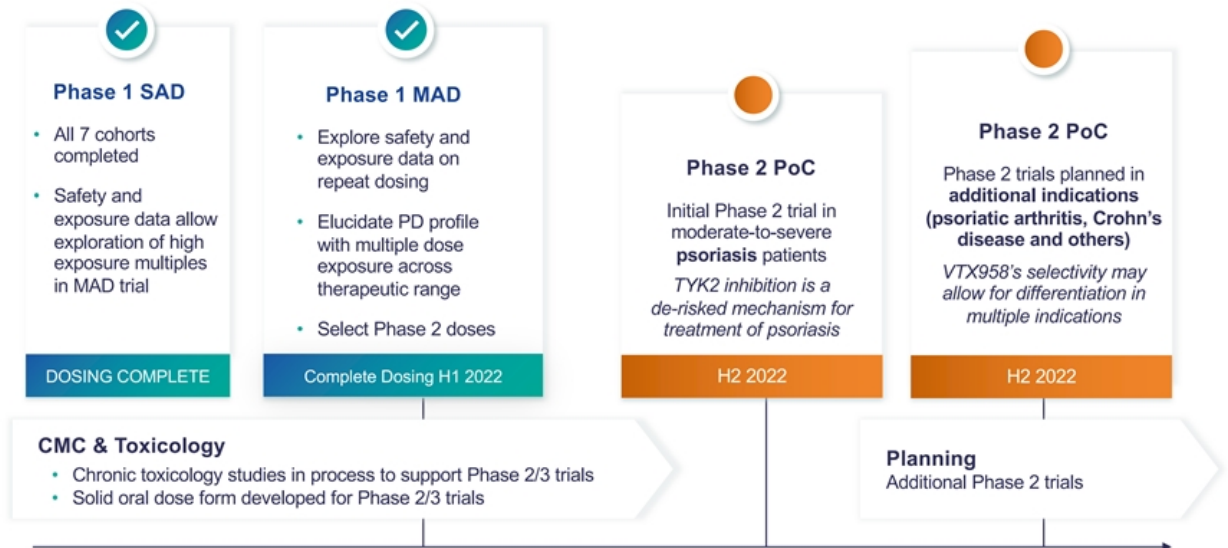 Phase 1 SAD
• All 7 cohorts
completed
• Safety and
exposure data allow
exploration of high
exposure multiples
in MAD trial
DOSING COMPLETE
Phase 1 MAD
• Explore safety and
exposure data on
repeat dosing
• Elucidate PD profile
with multiple dose
exposure across
therapeutic range
• Select Phase 2 doses
Complete Dosing H1 2022
Phase 2 PoC
Initial Phase 2 trial in
moderate-to-severe
psoriasis patients
TYK2 inhibition is a
de-risked mechanism for
treatment of psoriasis
H2 2022
Phase 2 PoC
Phase 2 trials planned in
additional indications
(psoriatic arthritis, Crohn's
disease and others)
VTX958's selectivity may
allow for differentiation in
multiple indications
H2 2022
CMC & Toxicology
• Chronic toxicology studies in process to support Phase 2/3 trials
• Solid oral dose form developed for Phase 2/3 trials
Planning
Additional Phase 2 trials